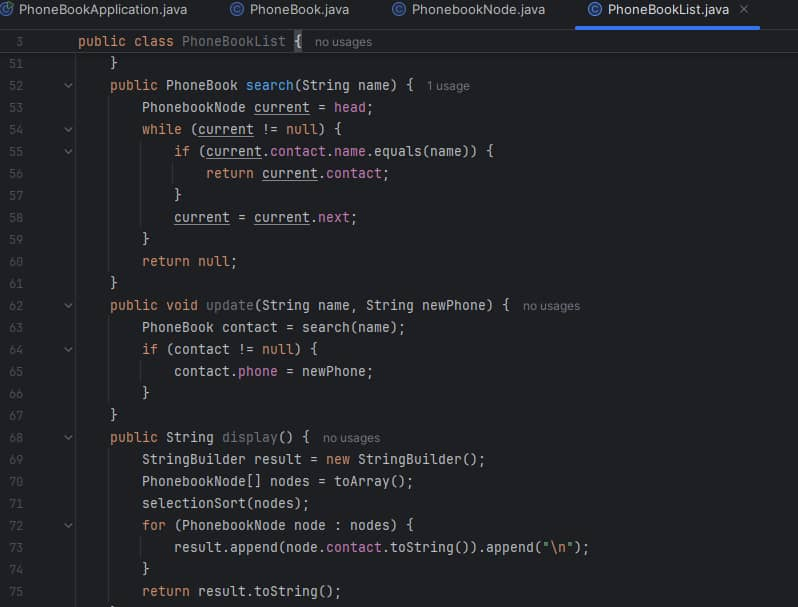 PhoneBookApplication.java PhoneBook.java PhonebookNode.java PhoneBookList.java ×
3 public class PhoneBookList { no usages
51 }
52 public PhoneBook search(String name) { 1 usage
53 PhonebookNode current = head;
54 while (current != null) {
55 if (current.contact.name.equals(name)) {
56 return current.contact;
57 }
58 current = current.next;
59 }
60 return null;
61 }
62 public void update(String name, String newPhone) { no usages
63 PhoneBook contact = search(name);
64 if (contact != null) {
65 contact.phone = newPhone;
66 }
67 }
68 public String display() { no usages
69 StringBuilder result = new StringBuilder();
70 PhonebookNode[] nodes = toArray();
71 selectionSort(nodes);
72 for (PhonebookNode node : nodes) {
73 result.append(node.contact.toString()).append("\n");
74 }
75 return result.toString();